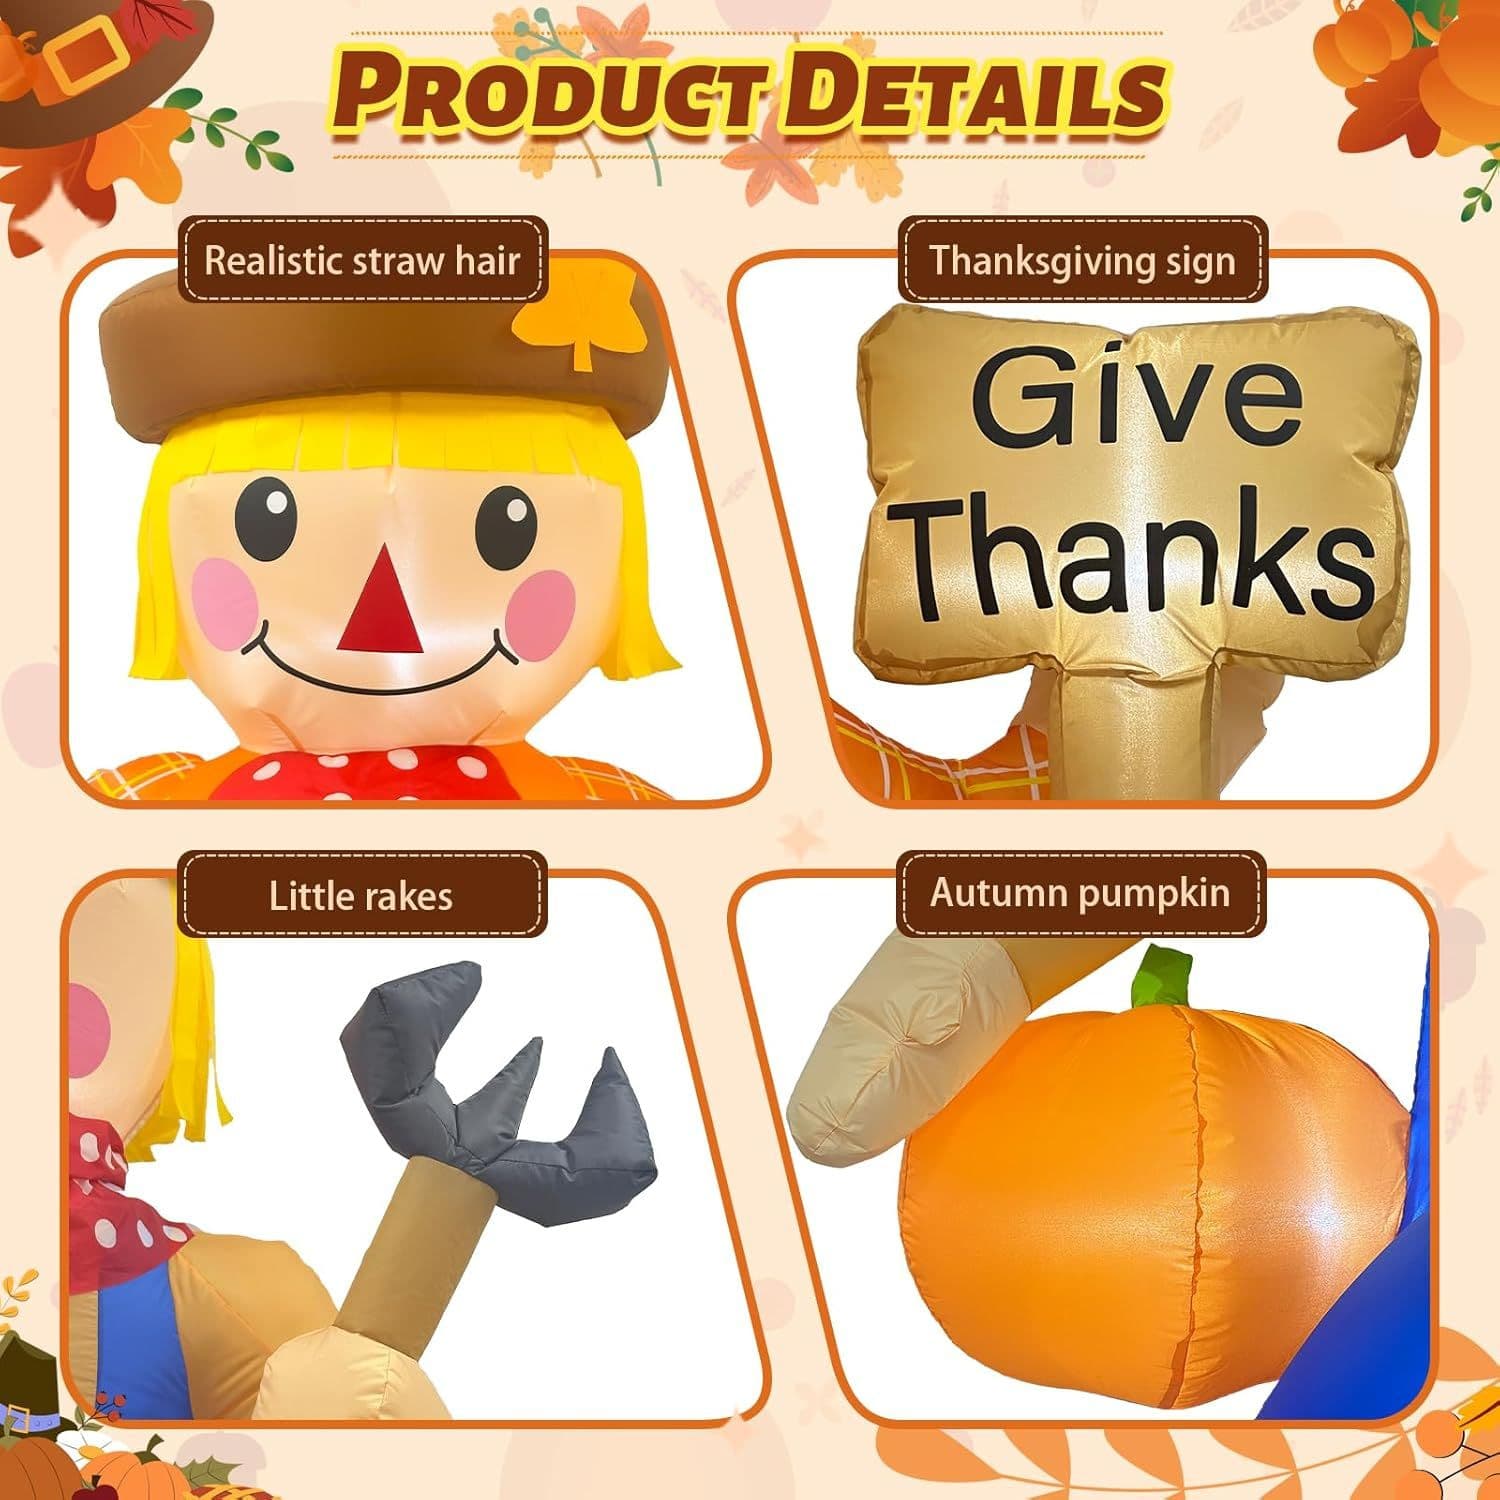 PRODUCT DETAILS
Realistic straw hair
Thanksgiving sign
Give
Thanks
Little rakes
Autumn pumpkin